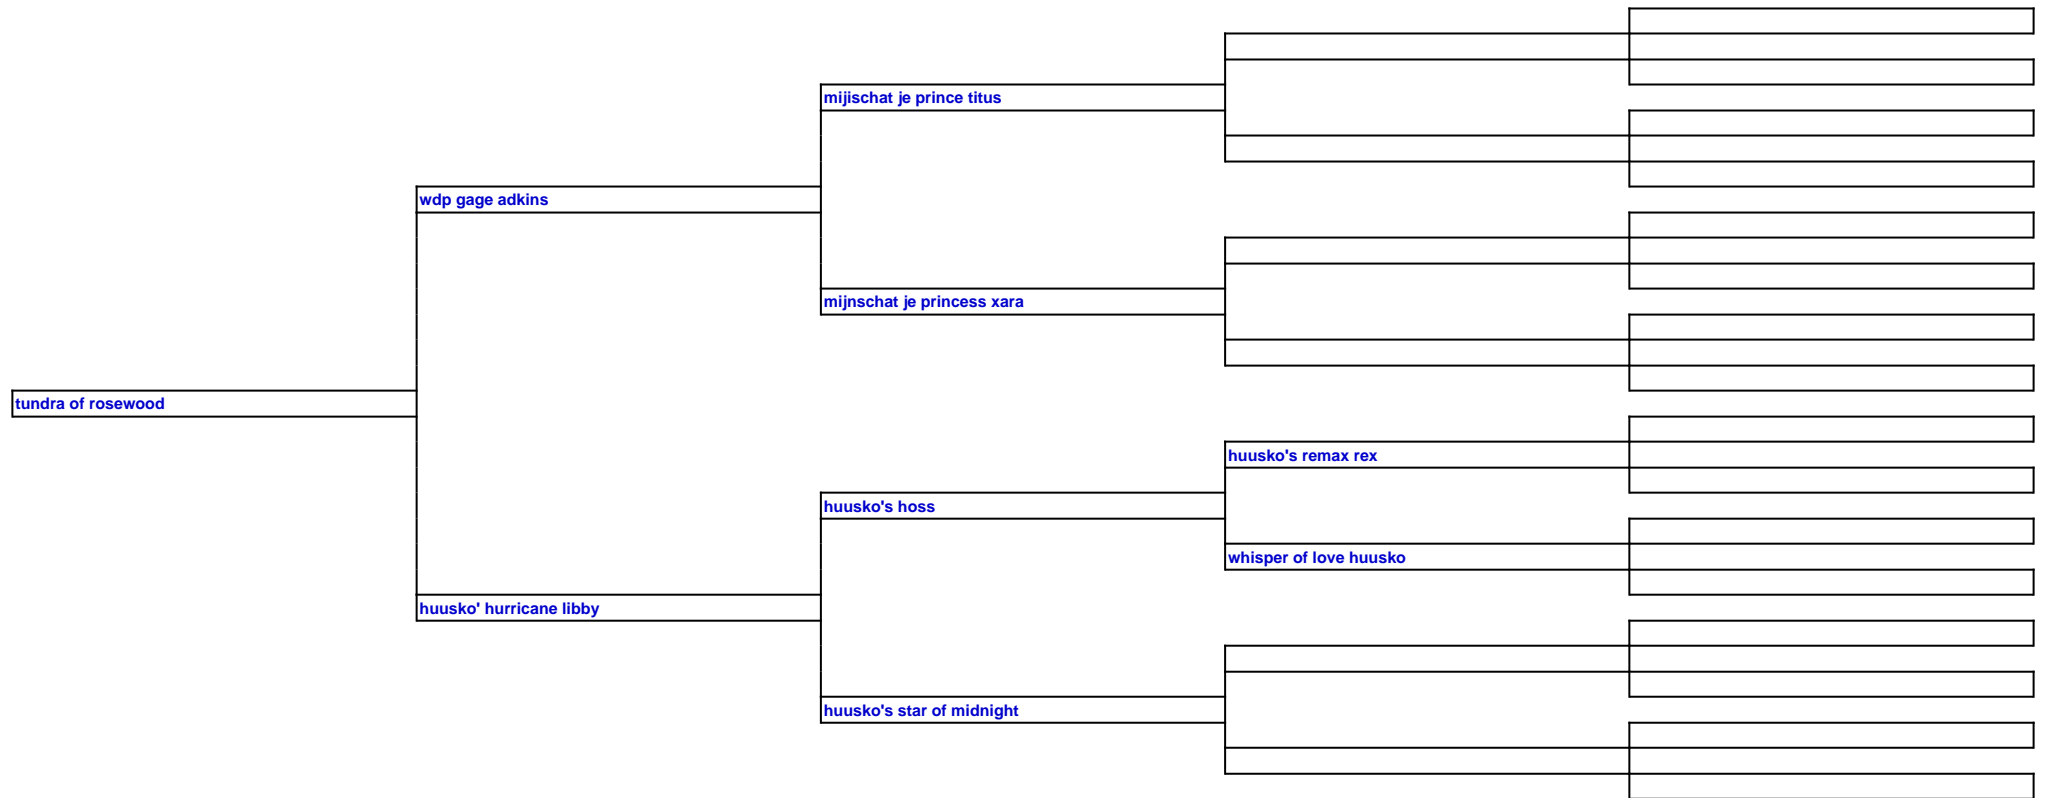 mijischat je prince titus
wdp gage adkins
mijnschat je princess xara
tundra of rosewood
huusko's remax rex
huusko's hoss
whisper of love huusko
huusko' hurricane libby
huusko's star of midnight